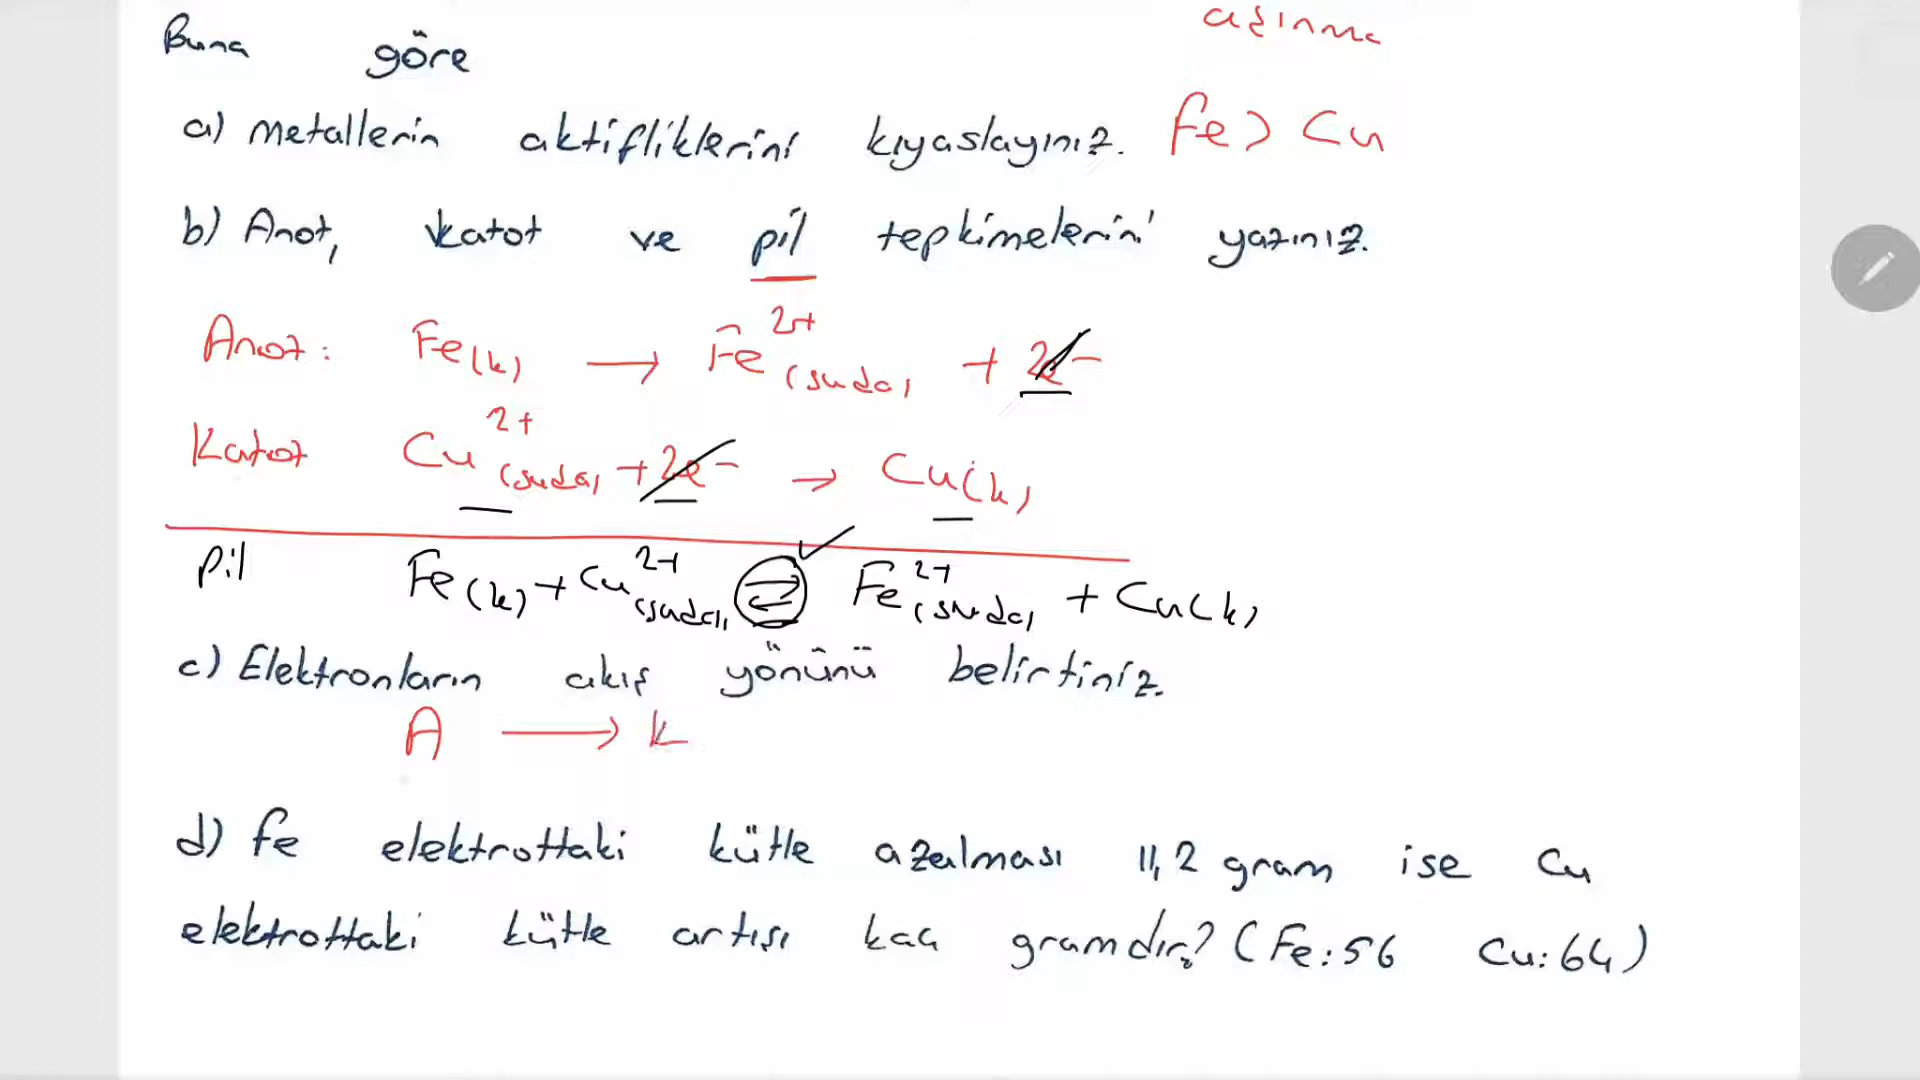 aşınma
Buna göre
a) Metallerin aktifliklerini kıyaslayınız. Fe > Cu
b) Anot, katot ve pil tepkimelerini yazınız.
Anot: Fe(k) → Fe²⁺(suda) + 2e⁻
Katot Cu²⁺(suda) + 2e⁻ → Cu(k)
pil Fe(k) + Cu²⁺(suda) ⇌ Fe²⁺(suda) + Cu(k)
c) Elektronların akış yönünü belirtiniz.
A → K
d) Fe elektrottaki kütle azalması 11,2 gram ise Cu
elektrottaki kütle artışı kaç gramdır? (Fe:56 Cu:64)